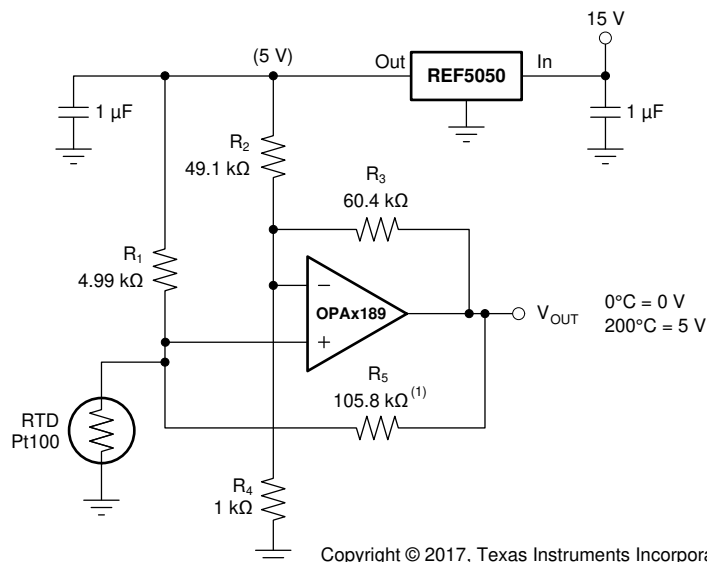 15 V
(5 V)
Out
REF5050
In
1 µF
1 µF
R2
49.1 kΩ
R3
60.4 kΩ
R1
4.99 kΩ
–
OPAx189
+
VOUT
0°C = 0 V
200°C = 5 V
R5
105.8 kΩ(1)
RTD
Pt100
R4
1 kΩ
Copyright © 2017, Texas Instruments Incorpora